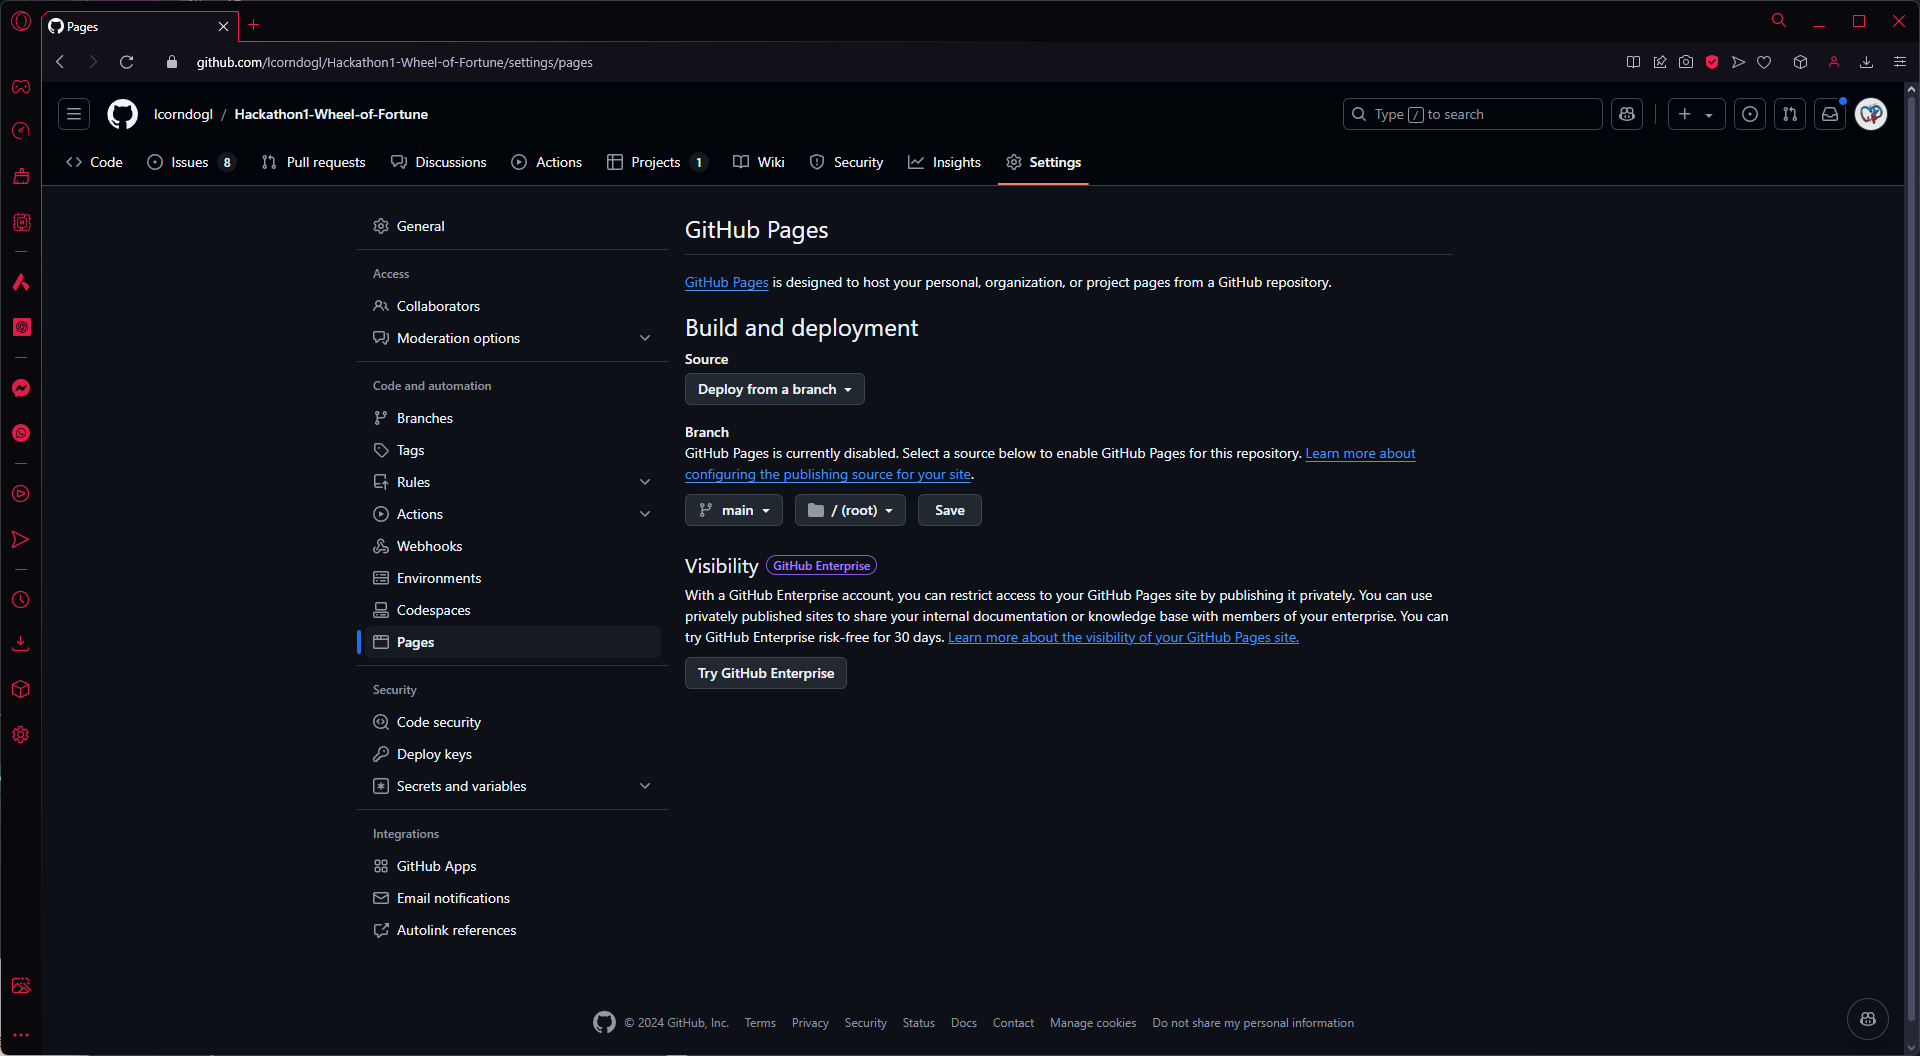 Pages
github.com/lcorndogl/Hackathon1-Wheel-of-Fortune/settings/pages
lcorndogl / Hackathon1-Wheel-of-Fortune
Type / to search
Code
Issues 8
Pull requests
Discussions
Actions
Projects 1
Wiki
Security
Insights
Settings
General
Access
Collaborators
Moderation options
Code and automation
Branches
Tags
Rules
Actions
Webhooks
Environments
Codespaces
Pages
Security
Code security
Deploy keys
Secrets and variables
Integrations
GitHub Apps
Email notifications
Autolink references
GitHub Pages
GitHub Pages is designed to host your personal, organization, or project pages from a GitHub repository.
Build and deployment
Source
Deploy from a branch
Branch
GitHub Pages is currently disabled. Select a source below to enable GitHub Pages for this repository. Learn more about
configuring the publishing source for your site.
main
/ (root)
Save
Visibility GitHub Enterprise
With a GitHub Enterprise account, you can restrict access to your GitHub Pages site by publishing it privately. You can use
privately published sites to share your internal documentation or knowledge base with members of your enterprise. You can
try GitHub Enterprise risk-free for 30 days. Learn more about the visibility of your GitHub Pages site.
Try GitHub Enterprise
© 2024 GitHub, Inc.
Terms
Privacy
Security
Status
Docs
Contact
Manage cookies
Do not share my personal information